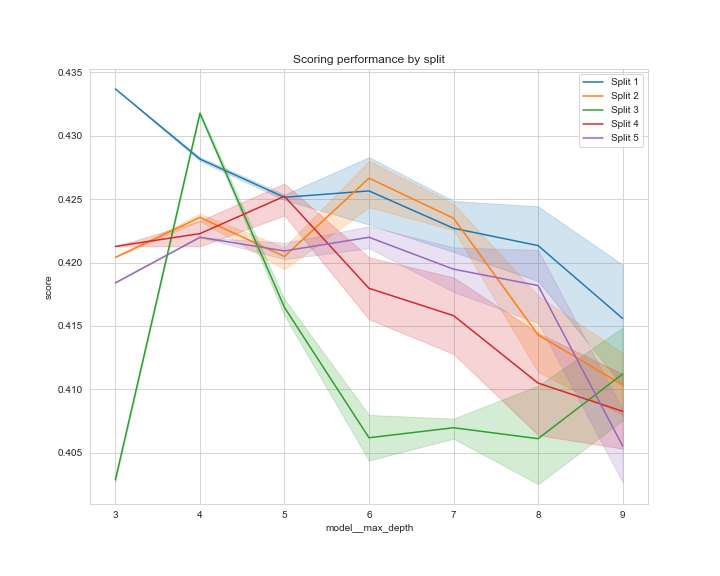 Scoring performance by split
0.435
0.430
0.425
0.420
0.415
0.410
0.405
score
3 4 5 6 7 8 9
model__max_depth
Split 1
Split 2
Split 3
Split 4
Split 5